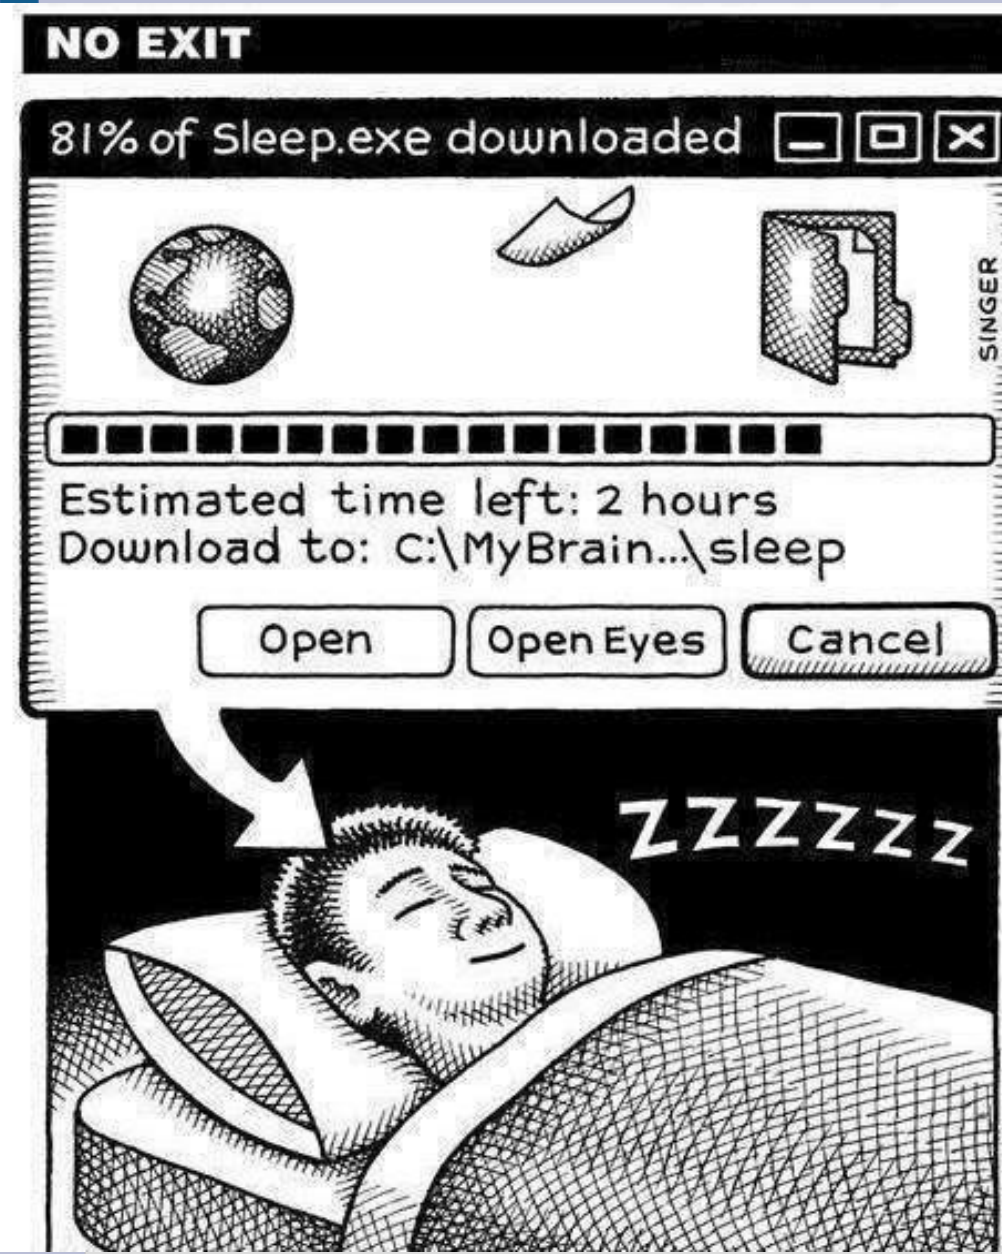 NO EXIT
81% of Sleep.exe downloaded
SINGER
Estimated time left: 2 hours
Download to: C:\MyBrain...\sleep
Open Open Eyes Cancel
ZZZZZZ